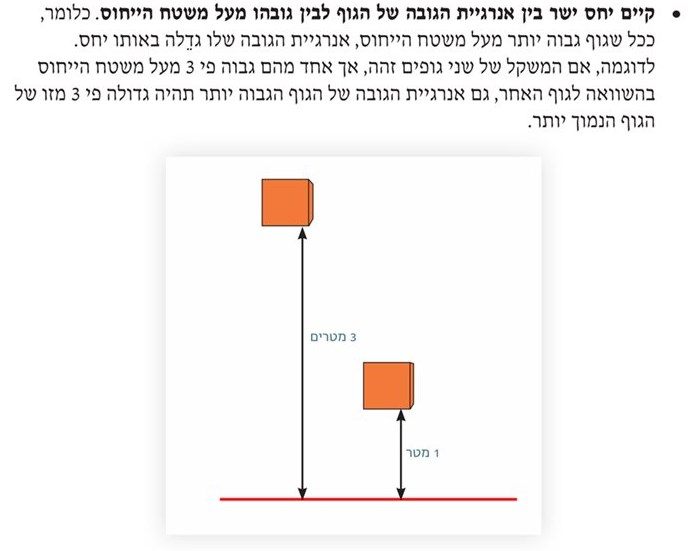 • קיים יחס ישר בין אנרגיית הגובה של הגוף לבין גובהו מעל משטח הייחוס. כלומר,
ככל שגוף גבוה יותר מעל משטח הייחוס, אנרגיית הגובה שלו גדֵלה באותו יחס.
לדוגמה, אם המשקל של שני גופים זהה, אך אחד מהם גבוה פי 3 מעל משטח הייחוס
בהשוואה לגוף האחר, גם אנרגיית הגובה של הגוף הגבוה יותר תהיה גדולה פי 3 מזו של
הגוף הנמוך יותר.
3 מטרים
1 מטר